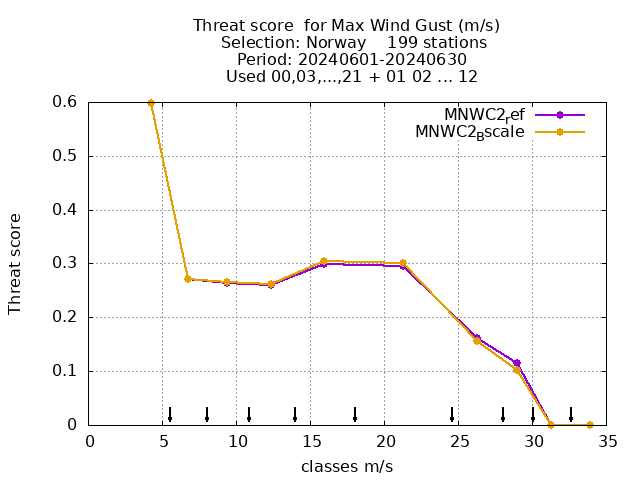 Threat score  for Max Wind Gust (m/s)
Selection: Norway    199 stations
Period: 20240601-20240630
Used 00,03,...,21 + 01 02 ... 12
MNWC2ref
MNWC2Bscale
Threat score
0.6
0.5
0.4
0.3
0.2
0.1
0
0 5 10 15 20 25 30 35
classes m/s